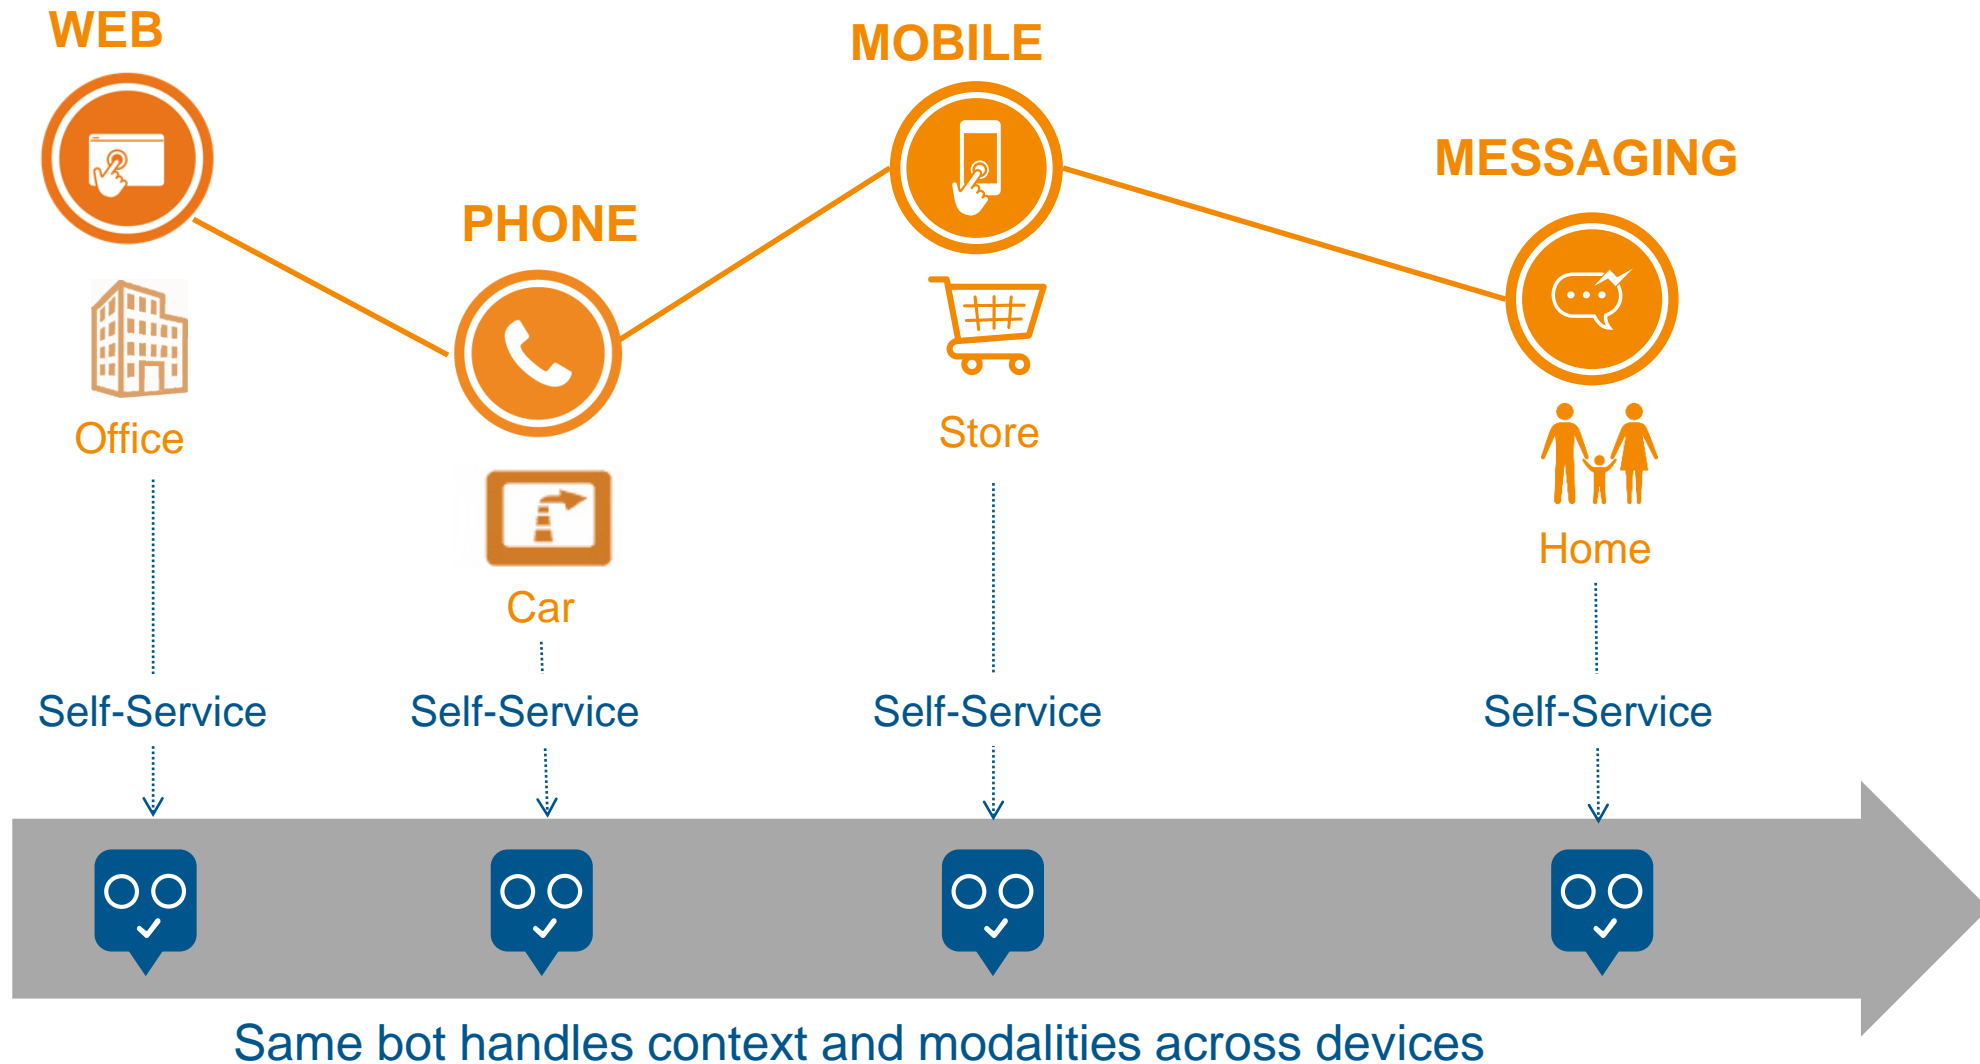 WEB
MOBILE
MESSAGING
PHONE
Office
Store
Home
Car
Self-Service
Self-Service
Self-Service
Self-Service
Same bot handles context and modalities across devices